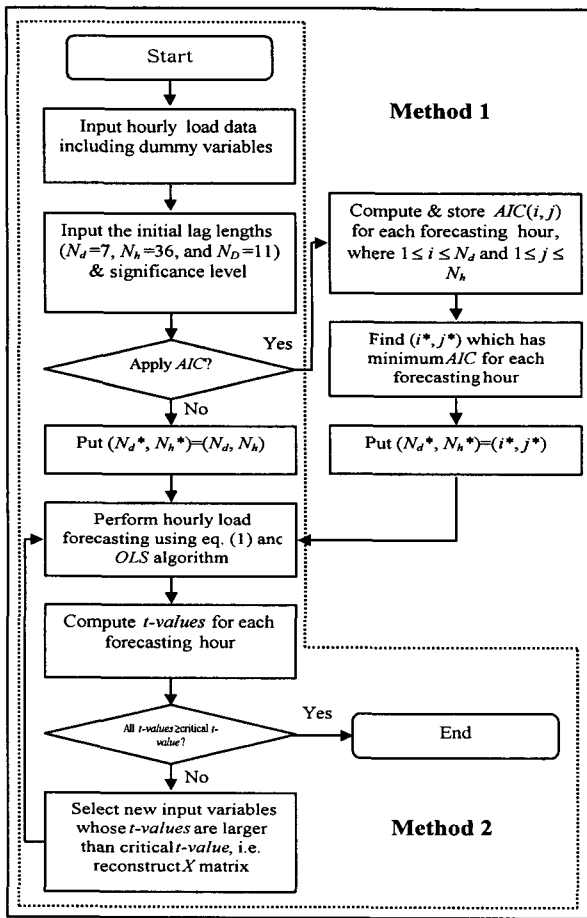 Start
Input hourly load data
including dummy variables
Input the initial lag lengths
(Nd=7, Nh=36, and ND=11)
& significance level
Apply AIC?
Yes
No
Put (Nd*, Nh*)=(Nd, Nh)
Method 1
Compute & store AIC(i, j)
for each forecasting hour,
where 1 ≤ i ≤ Nd and 1 ≤ j ≤
Nh
Find (i*, j*) which has
minimum AIC for each
forecasting hour
Put (Nd*, Nh*)=(i*, j*)
Perform hourly load
forecasting using eq. (1) and
OLS algorithm
Compute t-values for each
forecasting hour
All t-values≥critical t-
value?
Yes
End
No
Select new input variables
whose t-values are larger
than critical t-value, i.e.
reconstruct X matrix
Method 2